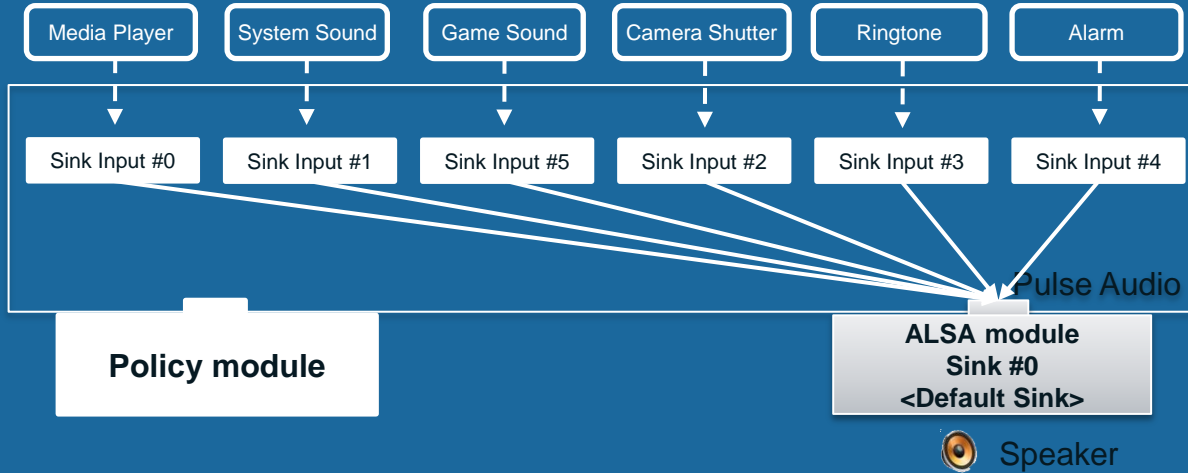 Media Player
System Sound
Game Sound
Camera Shutter
Ringtone
Alarm
Sink Input #0
Sink Input #1
Sink Input #5
Sink Input #2
Sink Input #3
Sink Input #4
Pulse Audio
Policy module
ALSA module
Sink #0
<Default Sink>
Speaker